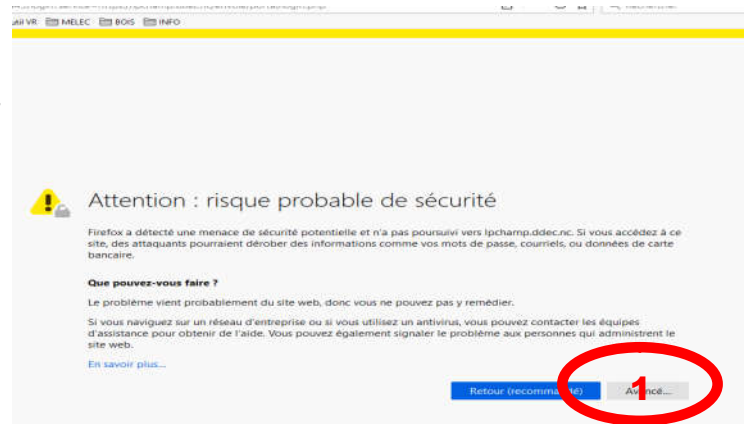 VR MELEC BOIS INFO
Attention : risque probable de sécurité
Firefox a détecté une menace de sécurité potentielle et n'a pas poursuivi vers lpchamp.ddec.nc. Si vous accédez à ce
site, des attaquants pourraient dérober des informations comme vos mots de passe, courriels, ou données de carte
bancaire.
Que pouvez-vous faire ?
Le problème vient probablement du site web, donc vous ne pouvez pas y remédier.
Si vous naviguez sur un réseau d'entreprise ou si vous utilisez un antivirus, vous pouvez contacter les équipes
d'assistance pour obtenir de l'aide. Vous pouvez également signaler le problème aux personnes qui administrent le
site web.
En savoir plus...
Retour (recommandé) Avancé...
1